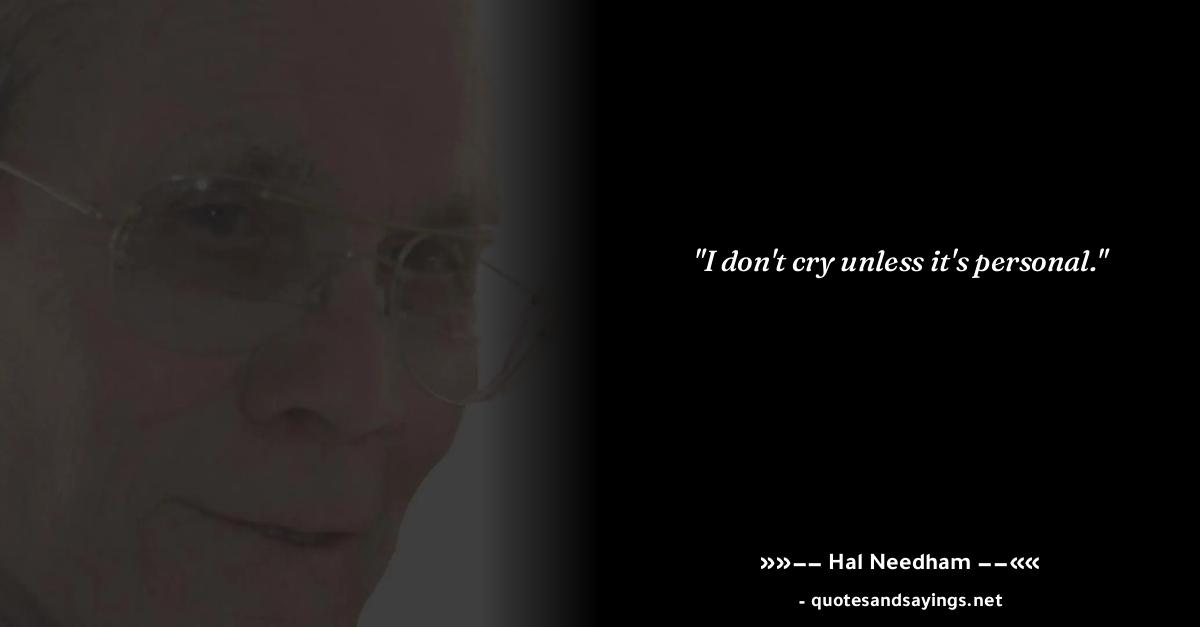 "I don't cry unless it's personal."
»»–– Hal Needham ––««
- quotesandsayings.net